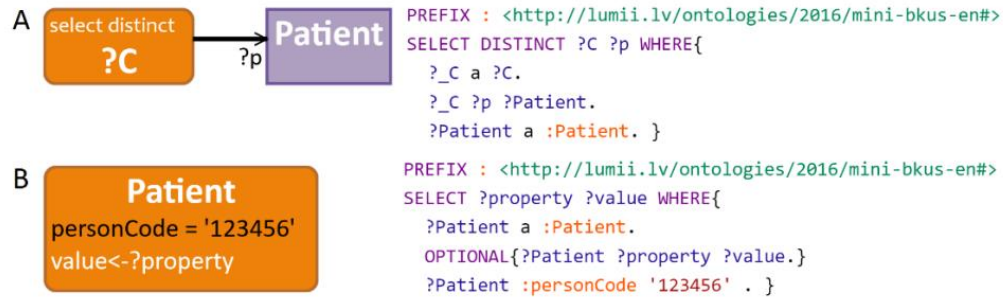 A
select distinct
?C
?p
Patient
PREFIX : <http://lumii.lv/ontologies/2016/mini-bkus-en#>
SELECT DISTINCT ?C ?p WHERE{
?_C a ?C.
?_C ?p ?Patient.
?Patient a :Patient. }
B
Patient
personCode = '123456'
value<-?property
PREFIX : <http://lumii.lv/ontologies/2016/mini-bkus-en#>
SELECT ?property ?value WHERE{
?Patient a :Patient.
OPTIONAL{?Patient ?property ?value.}
?Patient :personCode '123456' . }